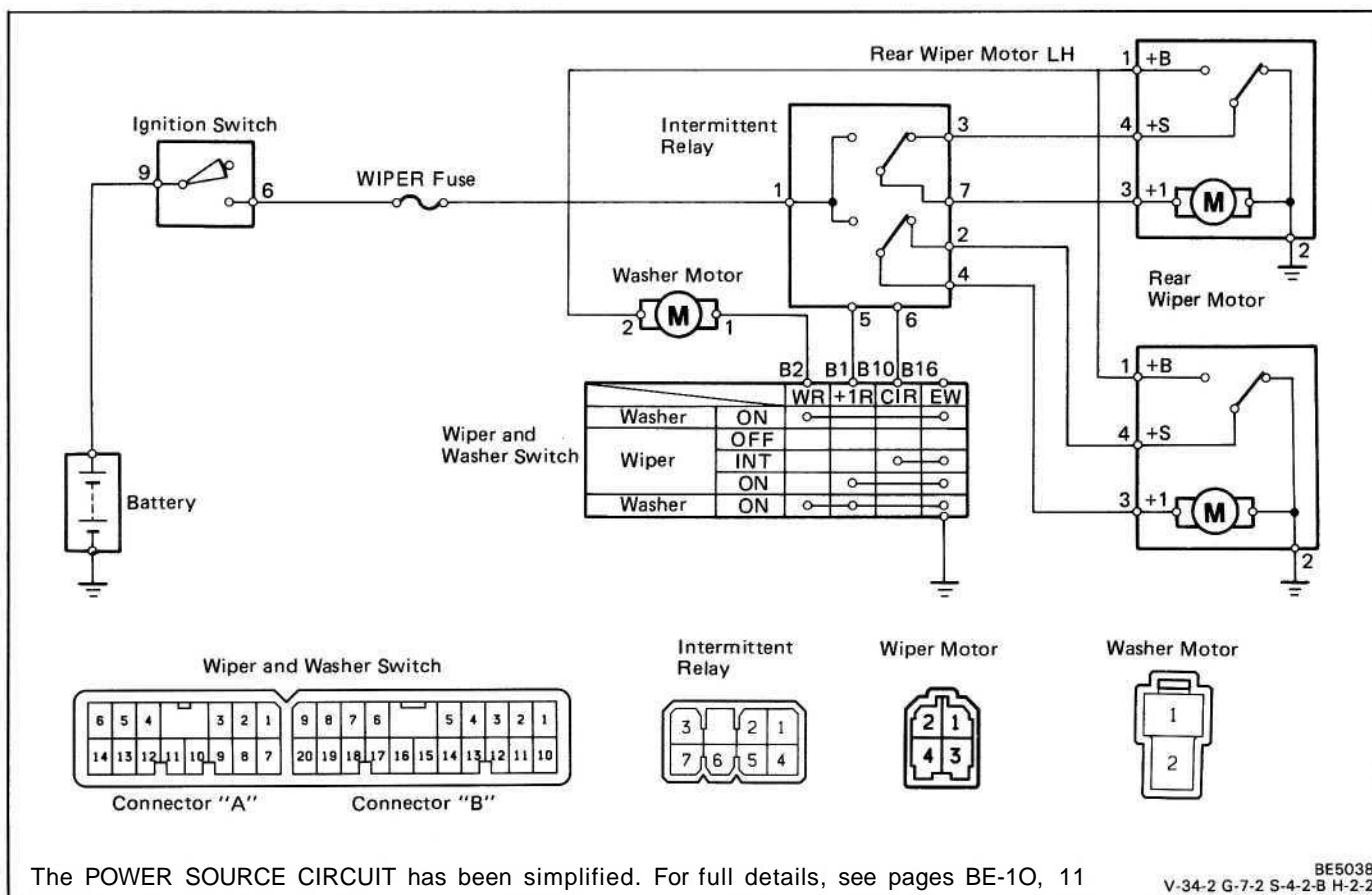 Rear Wiper Motor LH
1 +B
4 +S
3 +1
M
2
Ignition Switch
9
6
WIPER Fuse
Intermittent
Relay
1
3
7
2
4
5 6
Washer Motor
2 M 1
Rear
Wiper Motor
1 +B
4 +S
3 +1
M
2
Battery
Wiper and
Washer Switch
B2 B1 B10 B16
WR +1R CIR EW
Washer ON
Wiper OFF
INT
ON
Washer ON
Wiper and Washer Switch
6 5 4 3 2 1 9 8 7 6 5 4 3 2 1
14 13 12 11 10 9 8 7 20 19 18 17 16 15 14 13 12 11 10
Connector "A" Connector "B"
Intermittent
Relay
3 2 1
7 6 5 4
Wiper Motor
2 1
4 3
Washer Motor
1
2
The POWER SOURCE CIRCUIT has been simplified. For full details, see pages BE-1O, 11
BE5038
V-34-2 G-7-2 S-4-2-B H-2-2